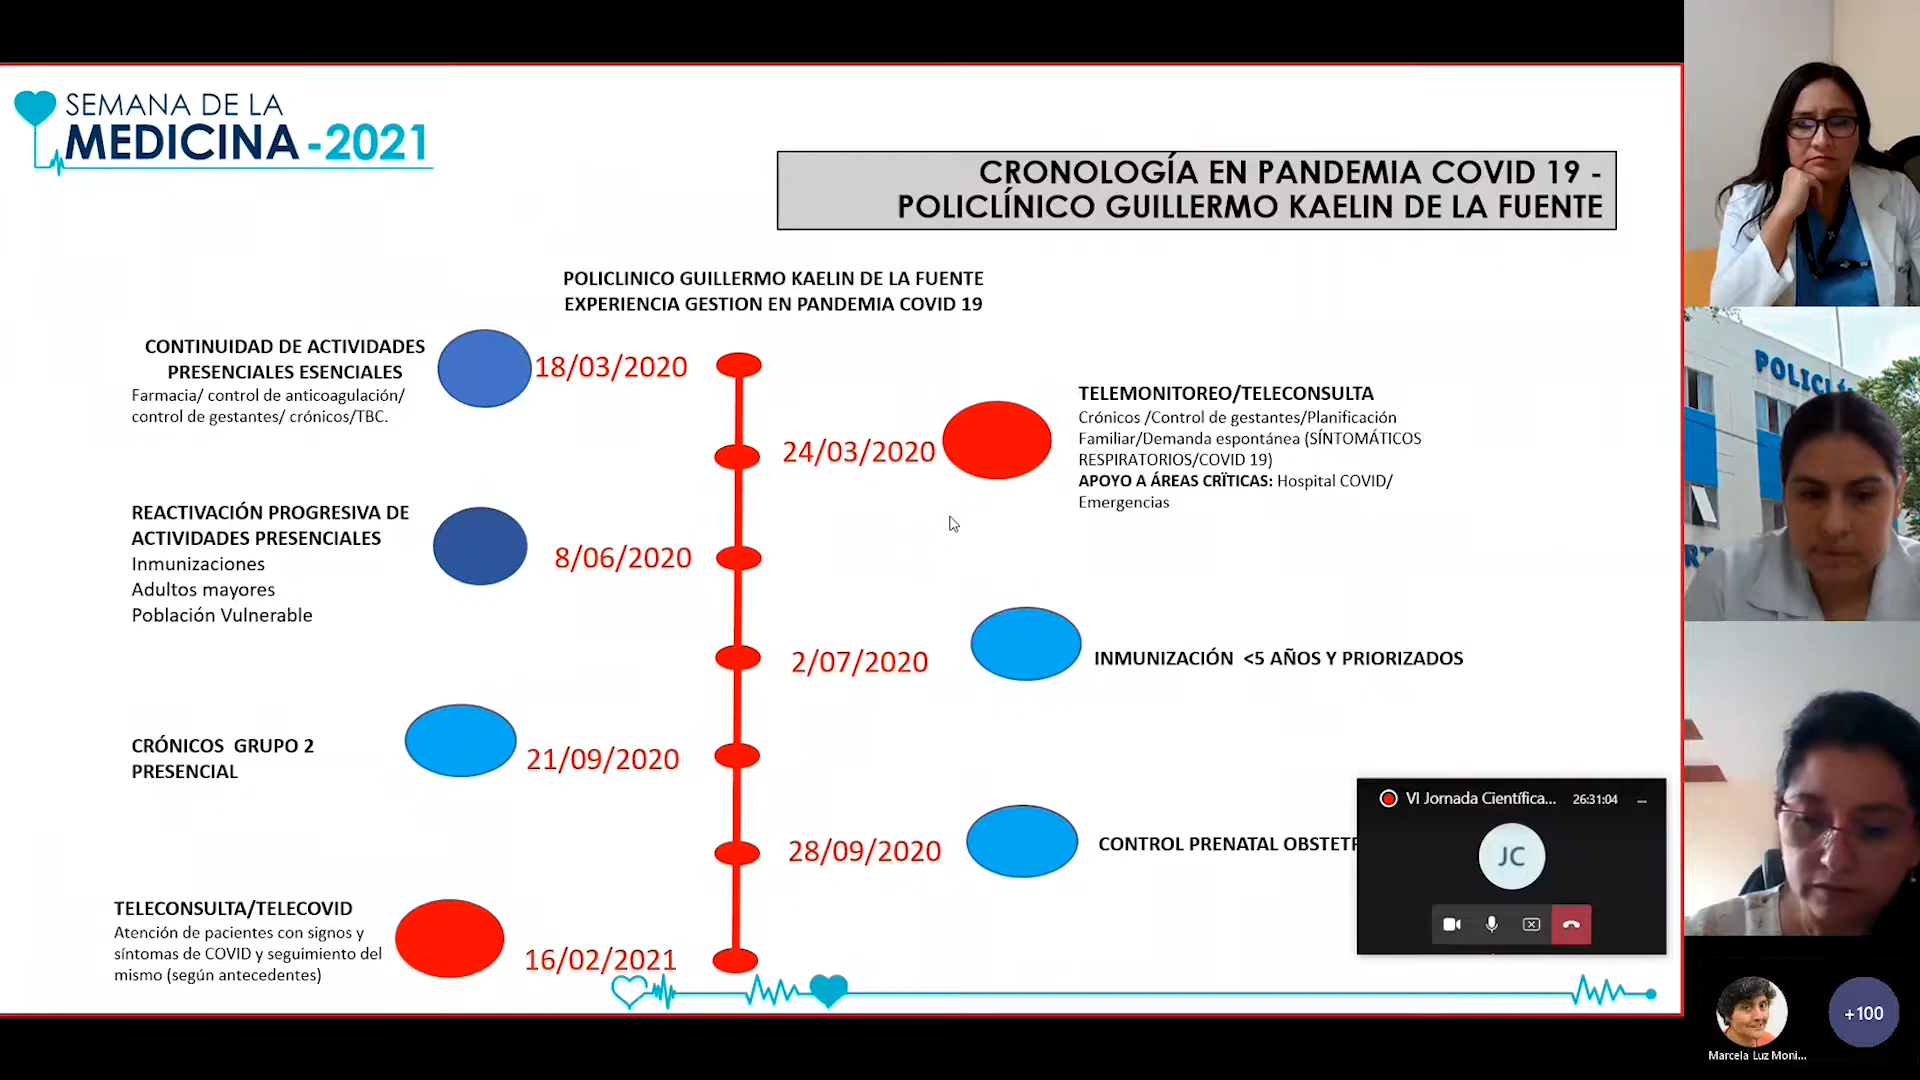 SEMANA DE LA
MEDICINA -2021
CRONOLOGÍA EN PANDEMIA COVID 19 -
POLICLÍNICO GUILLERMO KAELIN DE LA FUENTE
POLICLINICO GUILLERMO KAELIN DE LA FUENTE
EXPERIENCIA GESTION EN PANDEMIA COVID 19
CONTINUIDAD DE ACTIVIDADES
PRESENCIALES ESENCIALES
Farmacia/ control de anticoagulación/
control de gestantes/ crónicos/TBC.
18/03/2020
24/03/2020
TELEMONITOREO/TELECONSULTA
Crónicos /Control de gestantes/Planificación
Familiar/Demanda espontánea (SÍNTOMÁTICOS
RESPIRATORIOS/COVID 19)
APOYO A ÁREAS CRÏTICAS: Hospital COVID/
Emergencias
REACTIVACIÓN PROGRESIVA DE
ACTIVIDADES PRESENCIALES
Inmunizaciones
Adultos mayores
Población Vulnerable
8/06/2020
2/07/2020
INMUNIZACIÓN <5 AÑOS Y PRIORIZADOS
CRÓNICOS GRUPO 2
PRESENCIAL
21/09/2020
28/09/2020
CONTROL PRENATAL OBSTETR
TELECONSULTA/TELECOVID
Atención de pacientes con signos y
síntomas de COVID y seguimiento del
mismo (según antecedentes)
16/02/2021
VI Jornada Científica... 26:31:04
JC
POLICLÍ
Marcela Luz Moni...
+100